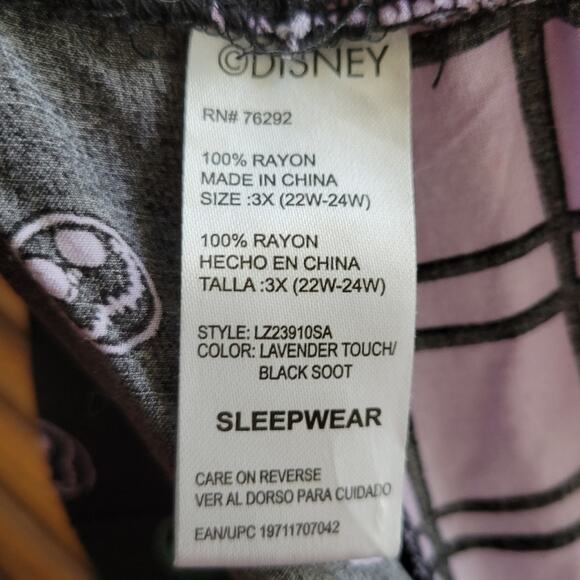 ©DISNEY
RN# 76292
100% RAYON
MADE IN CHINA
SIZE :3X (22W-24W)
100% RAYON
HECHO EN CHINA
TALLA :3X (22W-24W)
STYLE: LZ23910SA
COLOR: LAVENDER TOUCH/
BLACK SOOT
SLEEPWEAR
CARE ON REVERSE
VER AL DORSO PARA CUIDADO
EAN/UPC 19711707042